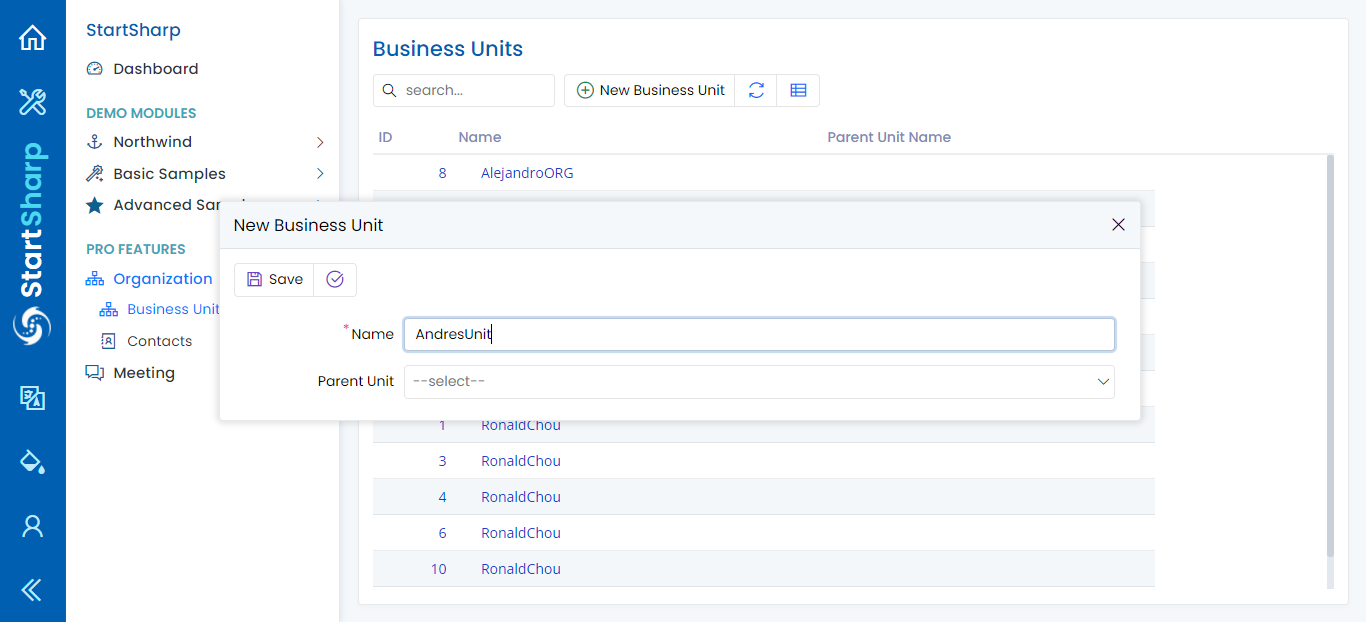 StartSharp
StartSharp
Dashboard
DEMO MODULES
Northwind
Basic Samples
Advanced Sam
PRO FEATURES
Organization
Business Unit
Contacts
Meeting
Business Units
search...
New Business Unit
ID Name Parent Unit Name
8 AlejandroORG
New Business Unit
Save
*Name AndresUnit
Parent Unit --select--
1 RonaldChou
3 RonaldChou
4 RonaldChou
6 RonaldChou
10 RonaldChou